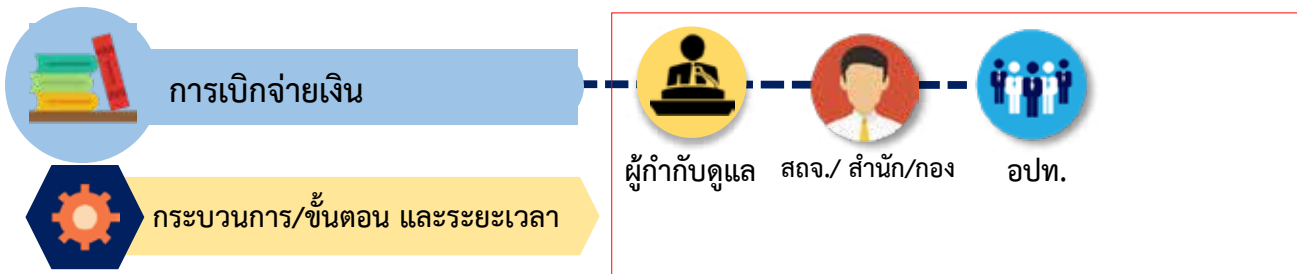 การเบิกจ่ายเงิน
ผู้กำกับดูแล
สถจ./ สำนัก/กอง
อปท.
กระบวนการ/ขั้นตอน และระยะเวลา